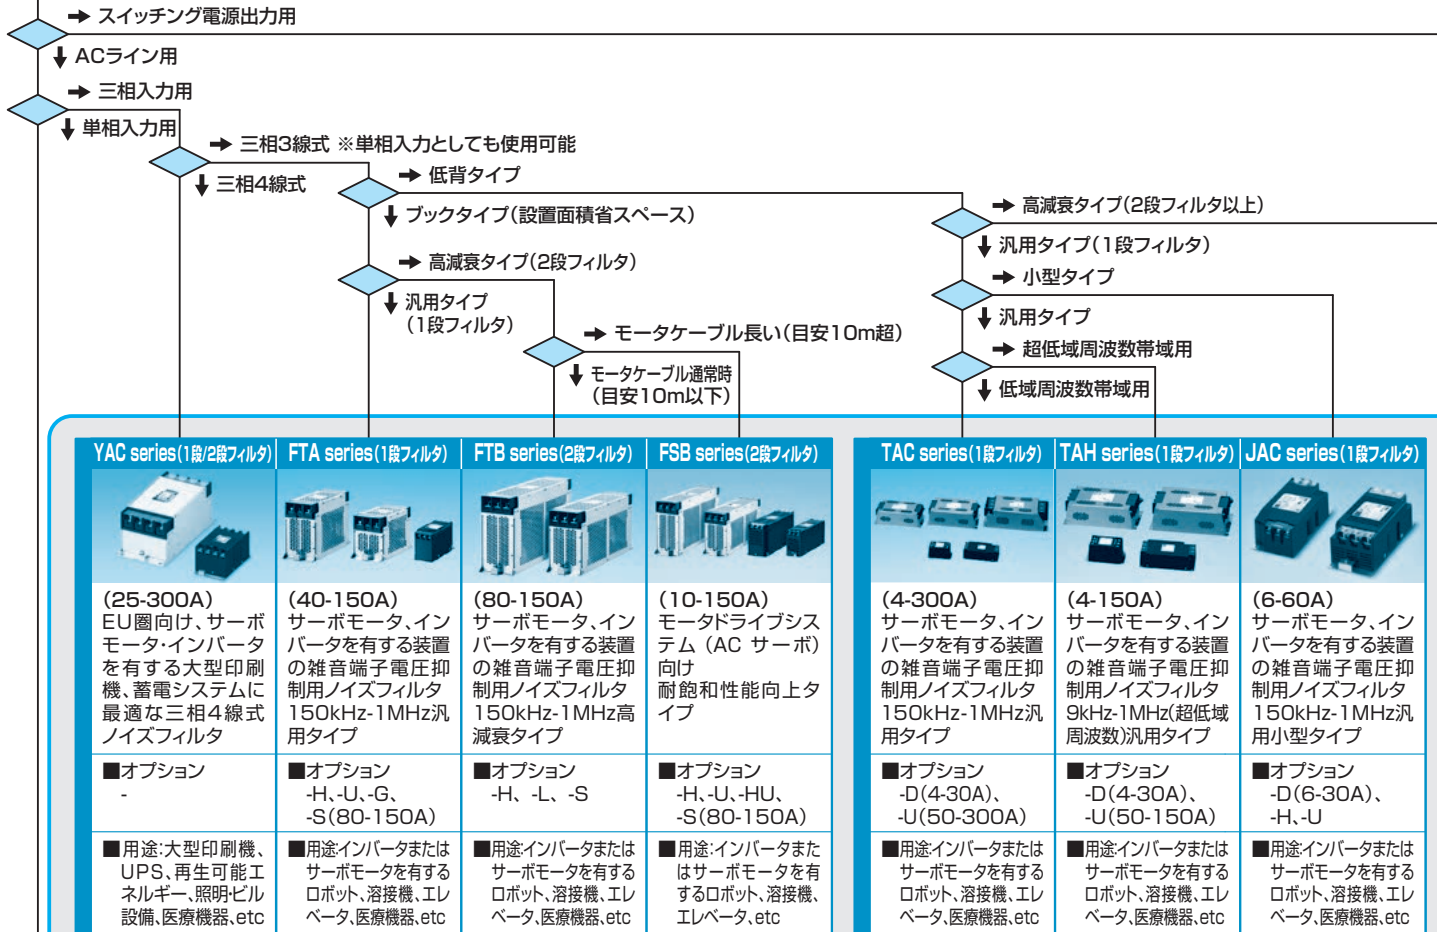 ➡ スイッチング電源出力用
⬇ ACライン用
➡ 三相入力用
⬇ 単相入力用
➡ 三相3線式 ※単相入力としても使用可能
⬇ 三相4線式
➡ 低背タイプ
⬇ ブックタイプ(設置面積省スペース)
➡ 高減衰タイプ(2段フィルタ以上)
⬇ 汎用タイプ(1段フィルタ)
➡ 高減衰タイプ(2段フィルタ)
⬇ 汎用タイプ
(1段フィルタ)
➡ 小型タイプ
⬇ 汎用タイプ
➡ モータケーブル長い(目安10m超)
⬇ モータケーブル通常時
(目安10m以下)
➡ 超低域周波数帯域用
⬇ 低域周波数帯域用
YAC series(1段/2段フィルタ)
(25-300A)
EU圏向け、サーボ
モータ・インバータ
を有する大型印刷
機、蓄電システムに
最適な三相4線式
ノイズフィルタ
■オプション
-
■用途:大型印刷機、
UPS、再生可能エ
ネルギー、照明・ビル
設備、医療機器、etc
FTA series(1段フィルタ)
(40-150A)
サーボモータ、イン
バータを有する装置
の雑音端子電圧抑
制用ノイズフィルタ
150kHz-1MHz汎
用タイプ
■オプション
-H、-U、-G、
-S(80-150A)
■用途:インバータまたは
サーボモータを有する
ロボット、溶接機、エレ
ベータ、医療機器、etc
FTB series(2段フィルタ)
(80-150A)
サーボモータ、イン
バータを有する装置
の雑音端子電圧抑
制用ノイズフィルタ
150kHz-1MHz高
減衰タイプ
■オプション
-H、-L、-S
■用途:インバータまたは
サーボモータを有する
ロボット、溶接機、エレ
ベータ、医療機器、etc
FSB series(2段フィルタ)
(10-150A)
モータドライブシス
テム(AC サーボ)
向け
耐飽和性能向上タ
イプ
■オプション
-H、-U、-HU、
-S(80-150A)
■用途:インバータまた
はサーボモータを有
するロボット、溶接機、
エレベータ、etc
TAC series(1段フィルタ)
(4-300A)
サーボモータ、イン
バータを有する装置
の雑音端子電圧抑
制用ノイズフィルタ
150kHz-1MHz汎
用タイプ
■オプション
-D(4-30A)、
-U(50-300A)
■用途:インバータまたは
サーボモータを有する
ロボット、溶接機、エレ
ベータ、医療機器、etc
TAH series(1段フィルタ)
(4-150A)
サーボモータ、イン
バータを有する装置
の雑音端子電圧抑
制用ノイズフィルタ
9kHz-1MHz(超低域
周波数)汎用タイプ
■オプション
-D(4-30A)、
-U(50-150A)
■用途:インバータまたは
サーボモータを有する
ロボット、溶接機、エレ
ベータ、医療機器、etc
JAC series(1段フィルタ)
(6-60A)
サーボモータ、イン
バータを有する装置
の雑音端子電圧抑
制用ノイズフィルタ
150kHz-1MHz汎
用小型タイプ
■オプション
-D(6-30A)、
-H、-U
■用途:インバータまたは
サーボモータを有する
ロボット、溶接機、エレ
ベータ、医療機器、etc